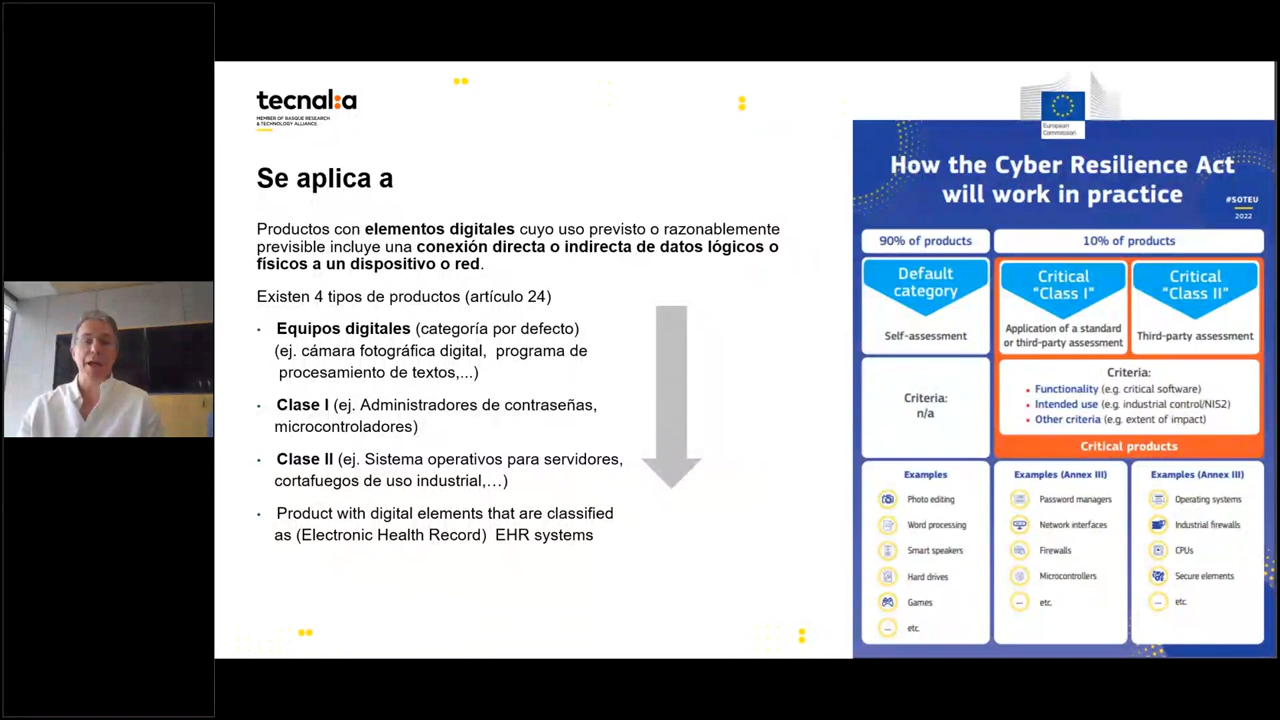 tecnal:a
MEMBER OF BASQUE RESEARCH
& TECHNOLOGY ALLIANCE
Se aplica a
Productos con elementos digitales cuyo uso previsto o razonablemente
previsible incluye una conexión directa o indirecta de datos lógicos o
físicos a un dispositivo o red.
Existen 4 tipos de productos (artículo 24)
• Equipos digitales (categoría por defecto)
(ej. cámara fotográfica digital, programa de
procesamiento de textos,...)
• Clase I (ej. Administradores de contraseñas,
microcontroladores)
• Clase II (ej. Sistema operativos para servidores,
cortafuegos de uso industrial,…)
• Product with digital elements that are classified
as (Electronic Health Record) EHR systems
European
Commission
How the Cyber Resilience Act
will work in practice
#SOTEU
2022
90% of products
10% of products
Default
category
Self-assessment
Critical
"Class I"
Application of a standard
or third-party assessment
Critical
"Class II"
Third-party assessment
Criteria:
n/a
Criteria:
• Functionality (e.g. critical software)
• Intended use (e.g. industrial control/NIS2)
• Other criteria (e.g. extent of impact)
Critical products
Examples
Photo editing
Word processing
Smart speakers
Hard drives
Games
... etc.
Examples (Annex III)
Password managers
Network interfaces
Firewalls
Microcontrollers
... etc.
Examples (Annex III)
Operating systems
Industrial firewalls
CPUs
Secure elements
... etc.